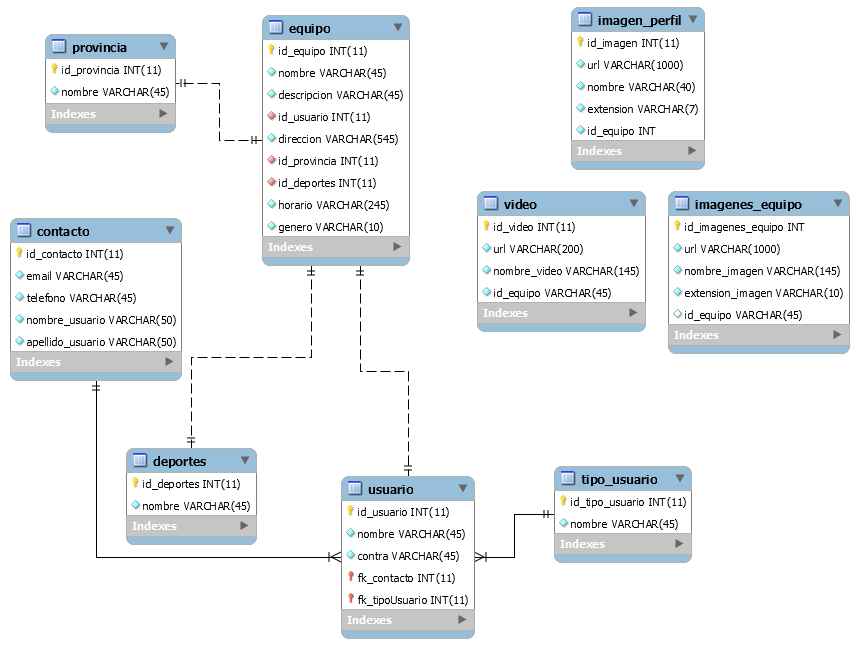 provincia
id_provincia INT(11)
nombre VARCHAR(45)
Indexes
equipo
id_equipo INT(11)
nombre VARCHAR(45)
descripcion VARCHAR(45)
id_usuario INT(11)
direccion VARCHAR(545)
id_provincia INT(11)
id_deportes INT(11)
horario VARCHAR(245)
genero VARCHAR(10)
Indexes
imagen_perfil
id_imagen INT(11)
url VARCHAR(1000)
nombre VARCHAR(40)
extension VARCHAR(7)
id_equipo INT
Indexes
video
id_video INT(11)
url VARCHAR(200)
nombre_video VARCHAR(145)
id_equipo VARCHAR(45)
Indexes
imagenes_equipo
id_imagenes_equipo INT
url VARCHAR(1000)
nombre_imagen VARCHAR(145)
extension_imagen VARCHAR(10)
id_equipo VARCHAR(45)
Indexes
contacto
id_contacto INT(11)
email VARCHAR(45)
telefono VARCHAR(45)
nombre_usuario VARCHAR(50)
apellido_usuario VARCHAR(50)
Indexes
deportes
id_deportes INT(11)
nombre VARCHAR(45)
Indexes
usuario
id_usuario INT(11)
nombre VARCHAR(45)
contra VARCHAR(45)
fk_contacto INT(11)
fk_tipoUsuario INT(11)
Indexes
tipo_usuario
id_tipo_usuario INT(11)
nombre VARCHAR(45)
Indexes